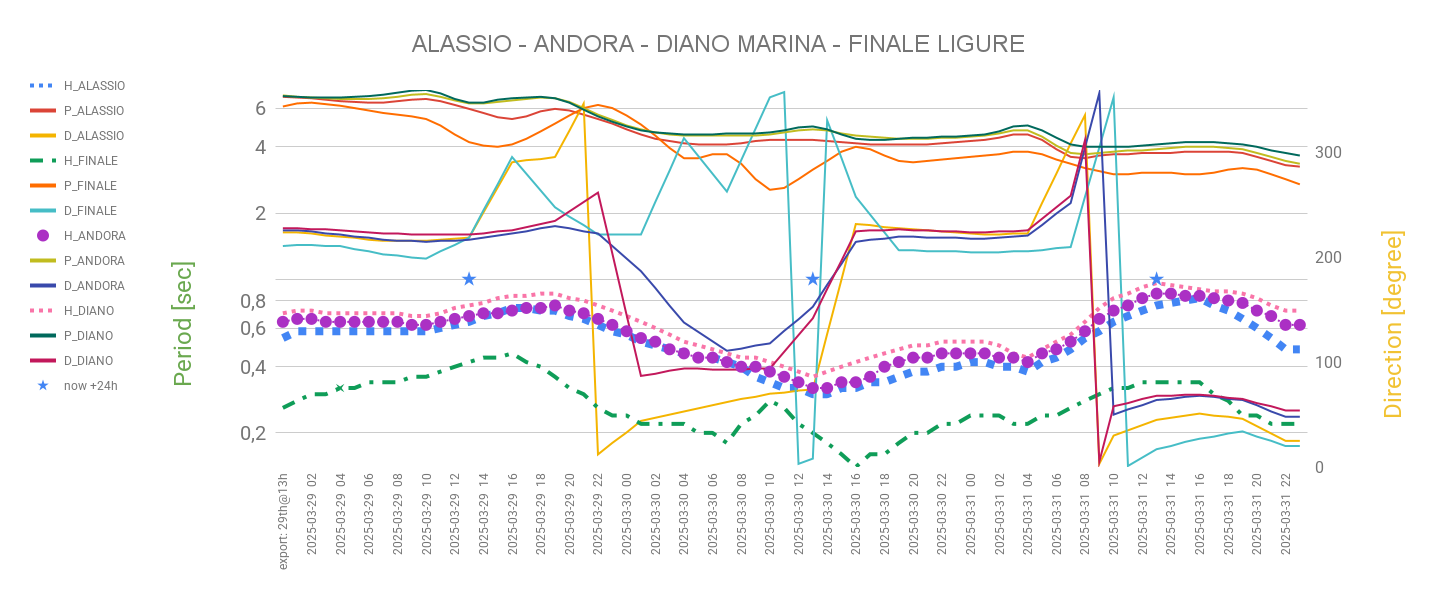 ALASSIO - ANDORA - DIANO MARINA - FINALE LIGURE
H_ALASSIO
P_ALASSIO
D_ALASSIO
H_FINALE
P_FINALE
D_FINALE
H_ANDORA
P_ANDORA
D_ANDORA
H_DIANO
P_DIANO
D_DIANO
now +24h
Period [sec]
6
4
2
0,8
0,6
0,4
0,2
300
200
100
0
Direction [degree]
export: 29th@13h
2025-03-29 02
2025-03-29 04
2025-03-29 06
2025-03-29 08
2025-03-29 10
2025-03-29 12
2025-03-29 14
2025-03-29 16
2025-03-29 18
2025-03-29 20
2025-03-29 22
2025-03-30 00
2025-03-30 02
2025-03-30 04
2025-03-30 06
2025-03-30 08
2025-03-30 10
2025-03-30 12
2025-03-30 14
2025-03-30 16
2025-03-30 18
2025-03-30 20
2025-03-30 22
2025-03-31 00
2025-03-31 02
2025-03-31 04
2025-03-31 06
2025-03-31 08
2025-03-31 10
2025-03-31 12
2025-03-31 14
2025-03-31 16
2025-03-31 18
2025-03-31 20
2025-03-31 22